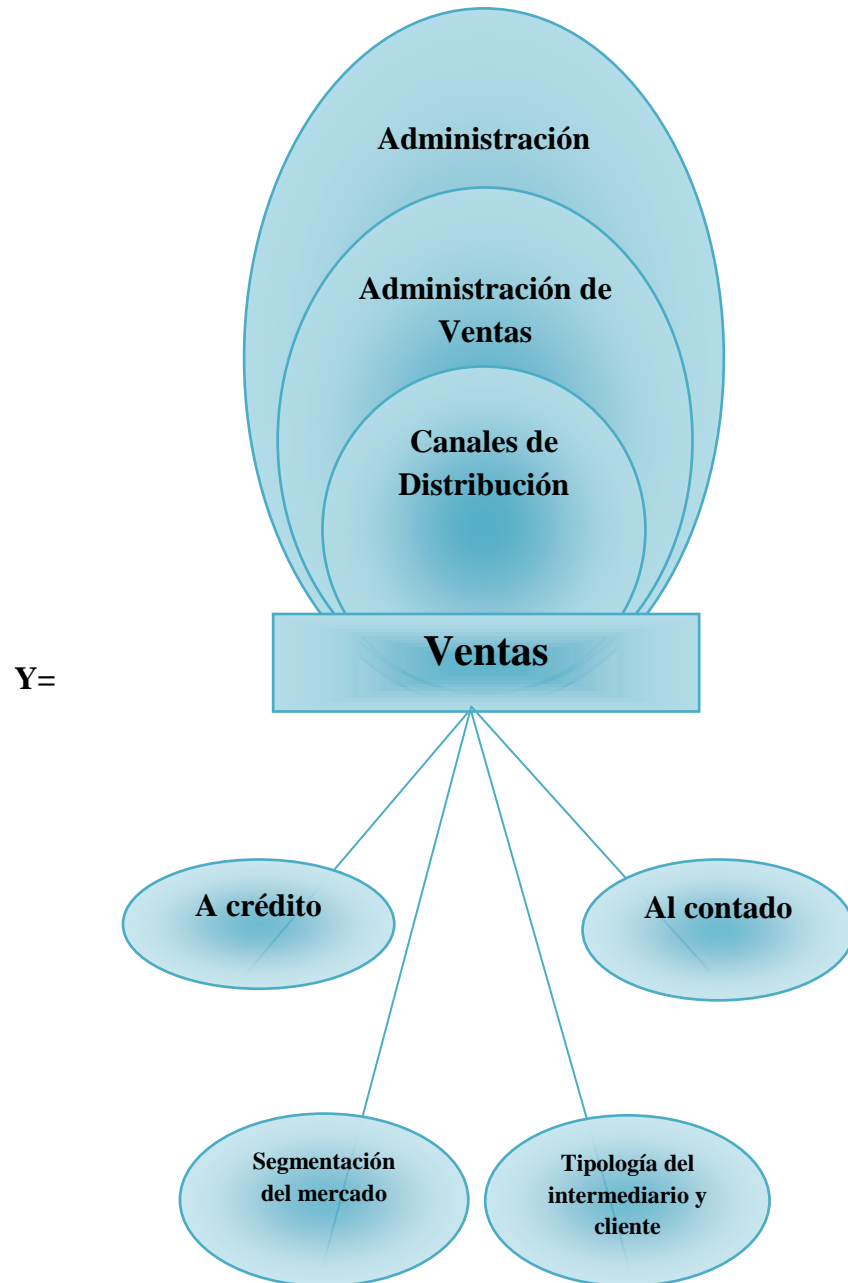 Administración
Administración de
Ventas
Canales de
Distribución
Ventas
Y=
A crédito
Al contado
Segmentación
del mercado
Tipología del
intermediario y
cliente